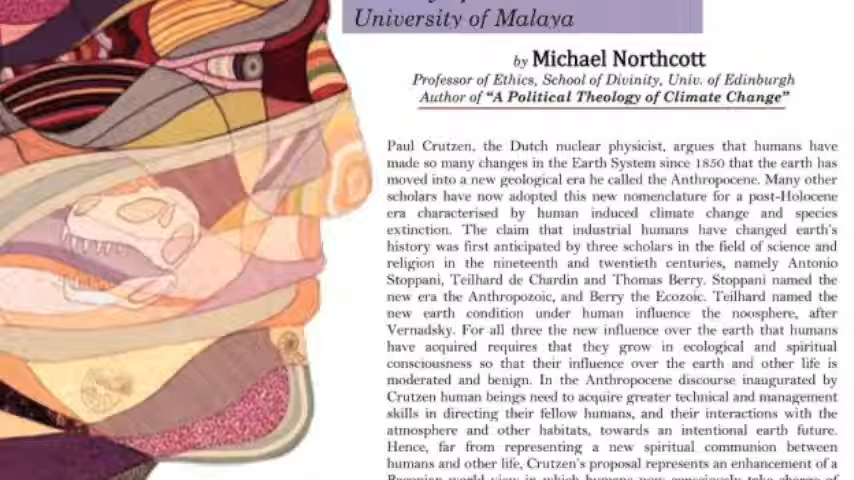 University of Malaya
by Michael Northcott
Professor of Ethics, School of Divinity, Univ. of Edinburgh
Author of “A Political Theology of Climate Change”
Paul Crutzen, the Dutch nuclear physicist, argues that humans have
made so many changes in the Earth System since 1850 that the earth has
moved into a new geological era he called the Anthropocene. Many other
scholars have now adopted this new nomenclature for a post-Holocene
era characterised by human induced climate change and species
extinction. The claim that industrial humans have changed earth's
history was first anticipated by three scholars in the field of science and
religion in the nineteenth and twentieth centuries, namely Antonio
Stoppani, Teilhard de Chardin and Thomas Berry. Stoppani named the
new era the Anthropozoic, and Berry the Ecozoic. Teilhard named the
new earth condition under human influence the noosphere, after
Vernadsky. For all three the new influence over the earth that humans
have acquired requires that they grow in ecological and spiritual
consciousness so that their influence over the earth and other life is
moderated and benign. In the Anthropocene discourse inaugurated by
Crutzen human beings need to acquire greater technical and management
skills in directing their fellow humans, and their interactions with the
atmosphere and other habitats, towards an intentional earth future.
Hence, far from representing a new spiritual communion between
humans and other life, Crutzen's proposal represents an enhancement of a
world view in which humans now consciously take charge of